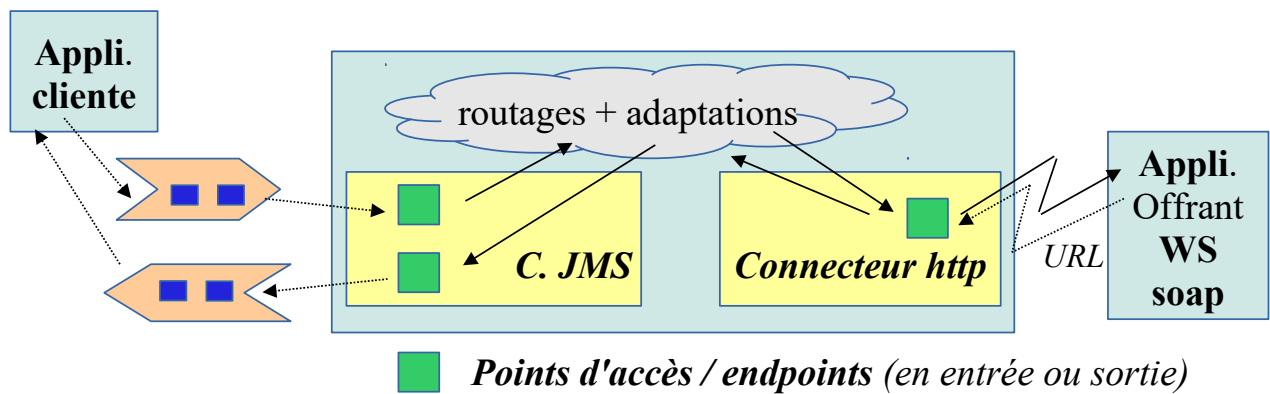 Appli.
cliente
routages + adaptations
C. JMS
Connecteur http
URL
Appli.
Offrant
WS
soap
Points d'accès / endpoints (en entrée ou sortie)